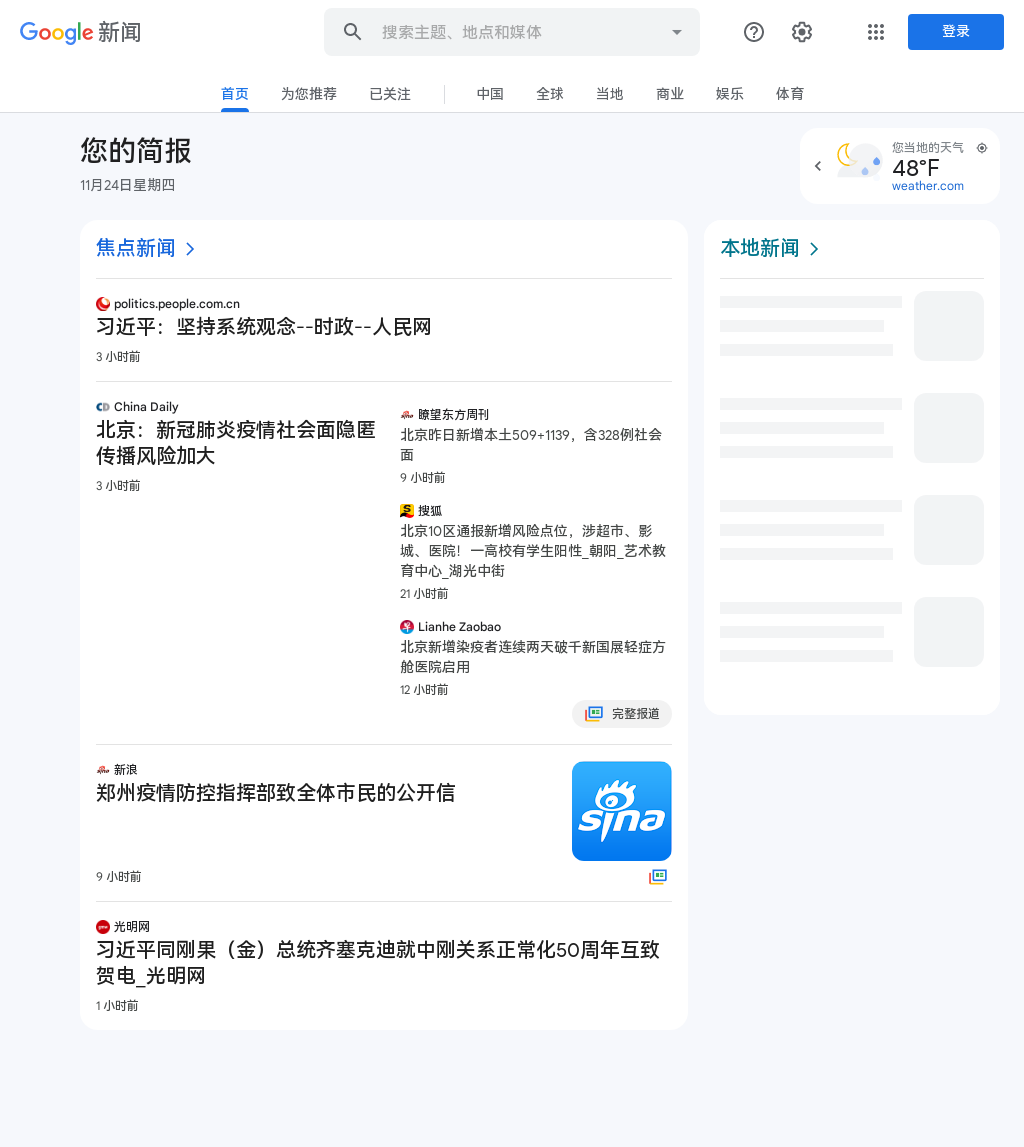 Google 新闻
搜索主题、地点和媒体
登录
首页 为您推荐 已关注 中国 全球 当地 商业 娱乐 体育
您的简报
11月24日星期四
您当地的天气
48°F
weather.com
焦点新闻
politics.people.com.cn
习近平：坚持系统观念--时政--人民网
3 小时前
China Daily
北京：新冠肺炎疫情社会面隐匿
传播风险加大
3 小时前
瞭望东方周刊
北京昨日新增本土509+1139，含328例社会
面
9 小时前
搜狐
北京10区通报新增风险点位，涉超市、影
城、医院！一高校有学生阳性_朝阳_艺术教
育中心_湖光中街
21 小时前
Lianhe Zaobao
北京新增染疫者连续两天破千新国展轻症方
舱医院启用
12 小时前
完整报道
新浪
郑州疫情防控指挥部致全体市民的公开信
sina
9 小时前
光明网
习近平同刚果（金）总统齐塞克迪就中刚关系正常化50周年互致
贺电_光明网
1 小时前
本地新闻